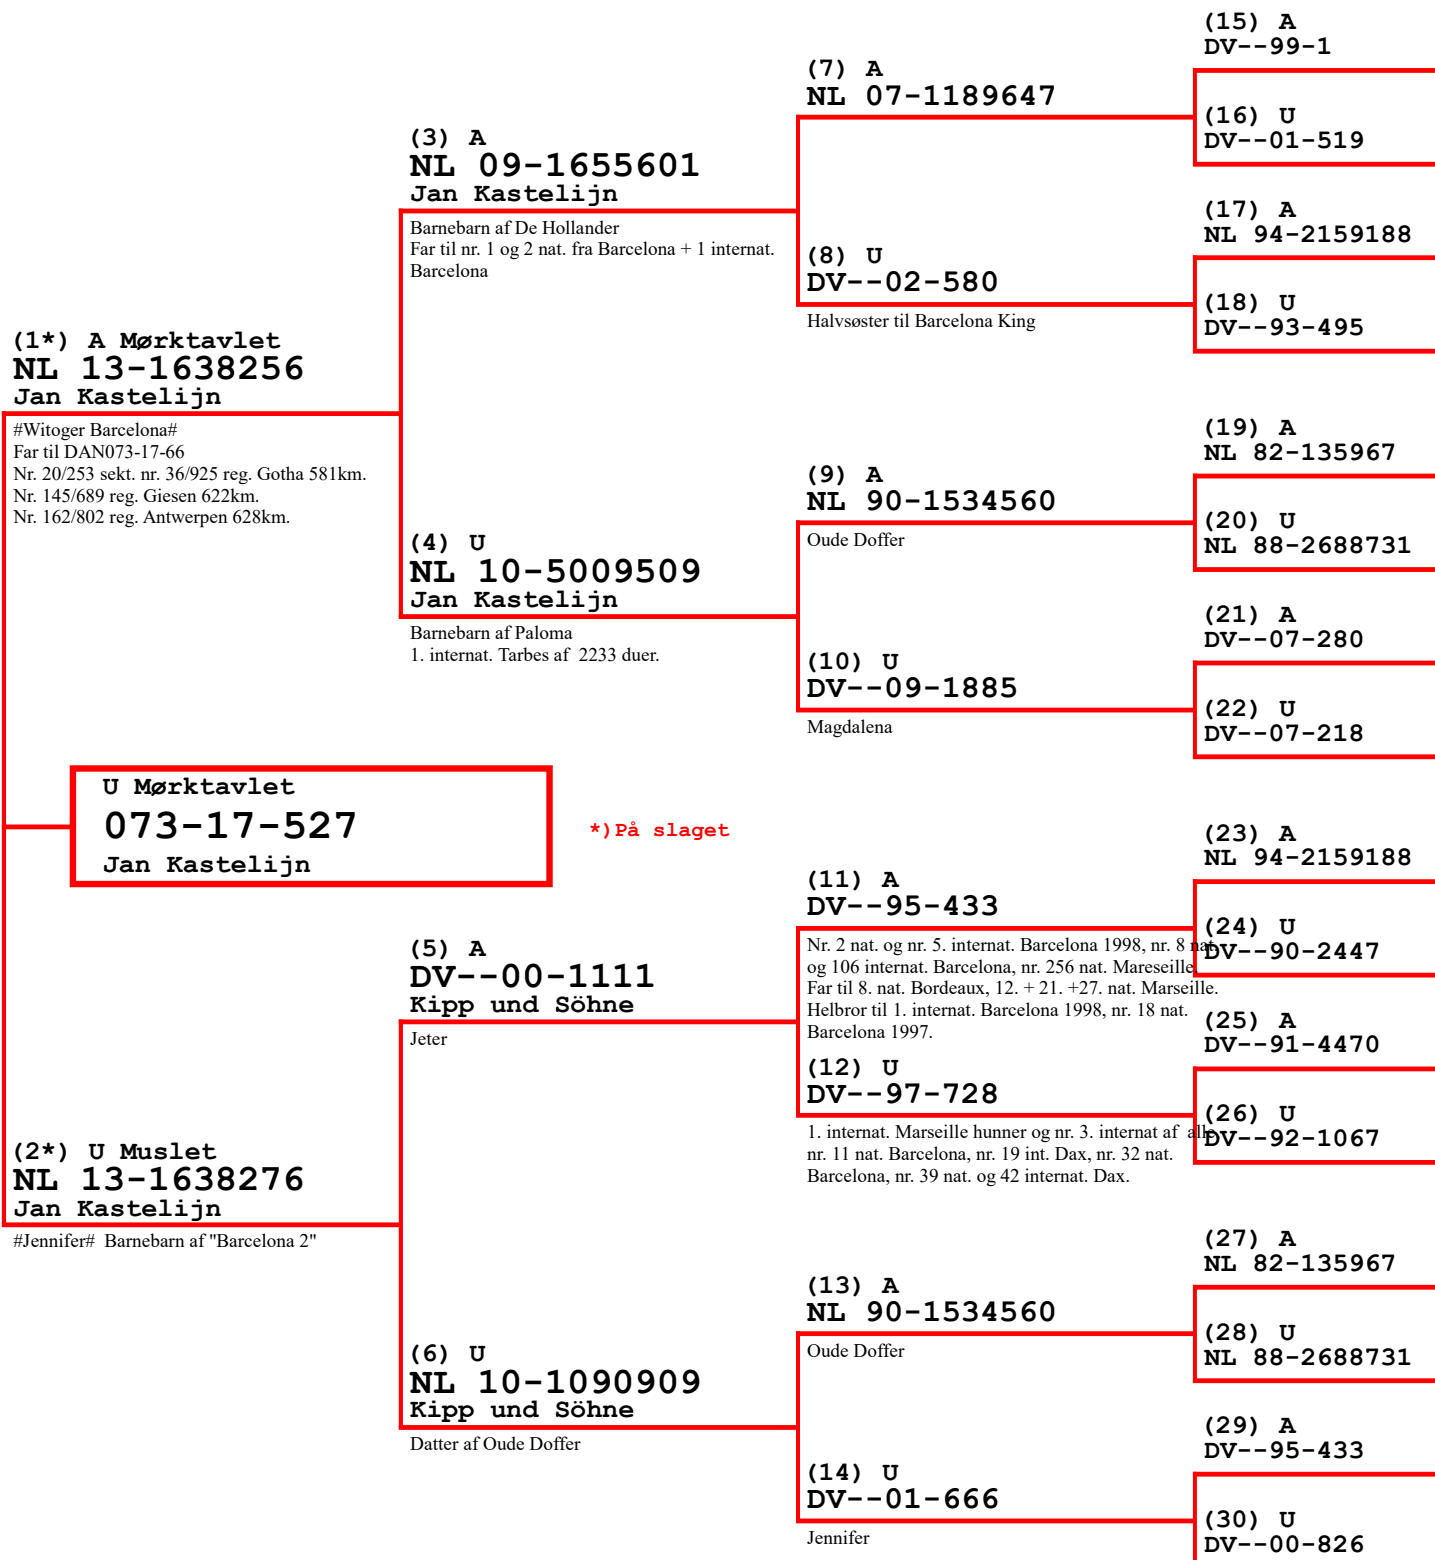 (15) A
DV--99-1
(7) A
NL 07-1189647
(16) U
DV--01-519
(3) A
NL 09-1655601
Jan Kastelijn
Barnebarn af De Hollander
Far til nr. 1 og 2 nat. fra Barcelona + 1 internat.
Barcelona
(17) A
NL 94-2159188
(8) U
DV--02-580
Halvsøster til Barcelona King
(18) U
DV--93-495
(1*) A Mørktavlet
NL 13-1638256
Jan Kastelijn
#Witoger Barcelona#
Far til DAN073-17-66
Nr. 20/253 sekt. nr. 36/925 reg. Gotha 581km.
Nr. 145/689 reg. Giesen 622km.
Nr. 162/802 reg. Antwerpen 628km.
(19) A
NL 82-135967
(9) A
NL 90-1534560
Oude Doffer
(20) U
NL 88-2688731
(4) U
NL 10-5009509
Jan Kastelijn
Barnebarn af Paloma
1. internat. Tarbes af  2233 duer.
(21) A
DV--07-280
(10) U
DV--09-1885
Magdalena
(22) U
DV--07-218
U Mørktavlet
073-17-527
Jan Kastelijn
*)På slaget
(23) A
NL 94-2159188
(11) A
DV--95-433
Nr. 2 nat. og nr. 5. internat. Barcelona 1998, nr. 8 nat.
og 106 internat. Barcelona, nr. 256 nat. Mareseille.
Far til 8. nat. Bordeaux, 12. + 21. +27. nat. Marseille.
Helbror til 1. internat. Barcelona 1998, nr. 18 nat.
Barcelona 1997.
(24) U
DV--90-2447
(5) A
DV--00-1111
Kipp und Söhne
Jeter
(25) A
DV--91-4470
(12) U
DV--97-728
1. internat. Marseille hunner og nr. 3. internat af  alle
nr. 11 nat. Barcelona, nr. 19 int. Dax, nr. 32 nat.
Barcelona, nr. 39 nat. og 42 internat. Dax.
(26) U
DV--92-1067
(2*) U Muslet
NL 13-1638276
Jan Kastelijn
#Jennifer#  Barnebarn af "Barcelona 2"
(27) A
NL 82-135967
(13) A
NL 90-1534560
Oude Doffer
(28) U
NL 88-2688731
(6) U
NL 10-1090909
Kipp und Söhne
Datter af Oude Doffer
(29) A
DV--95-433
(14) U
DV--01-666
Jennifer
(30) U
DV--00-826